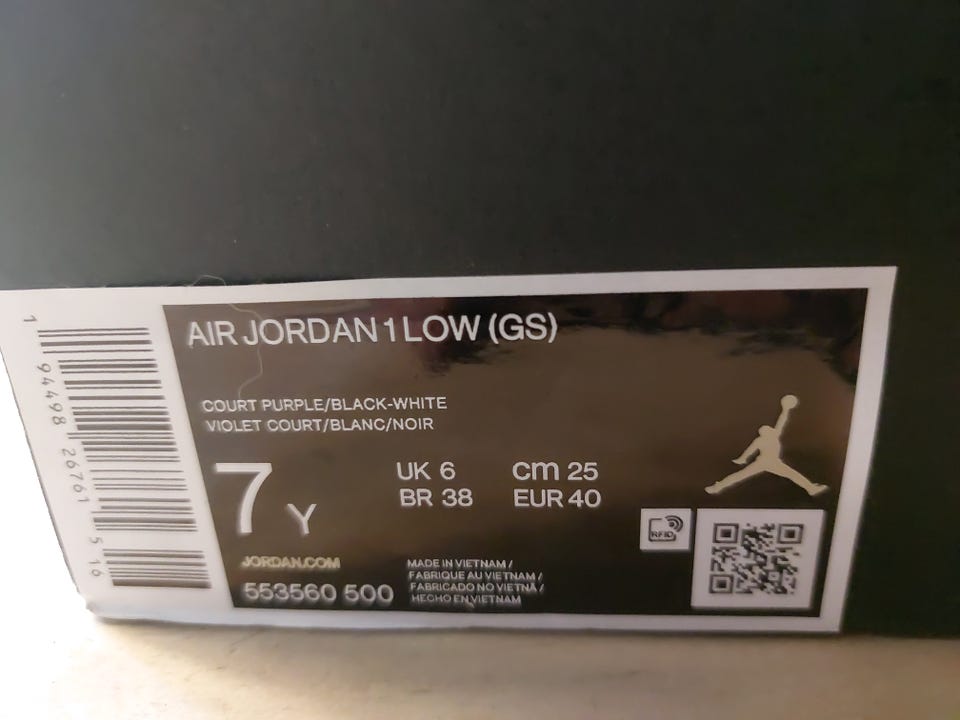 AIR JORDAN 1 LOW (GS)
COURT PURPLE/BLACK-WHITE
VIOLET COURT/BLANC/NOIR
7 Y
UK 6
cm 25
BR 38
EUR 40
RFID
JORDAN.COM
553560 500
MADE IN VIETNAM /
FABRIQUE AU VIETNAM /
FABRICADO NO VIETNÃ /
HECHO EN VIETNAM
1 94498 26761 5 16